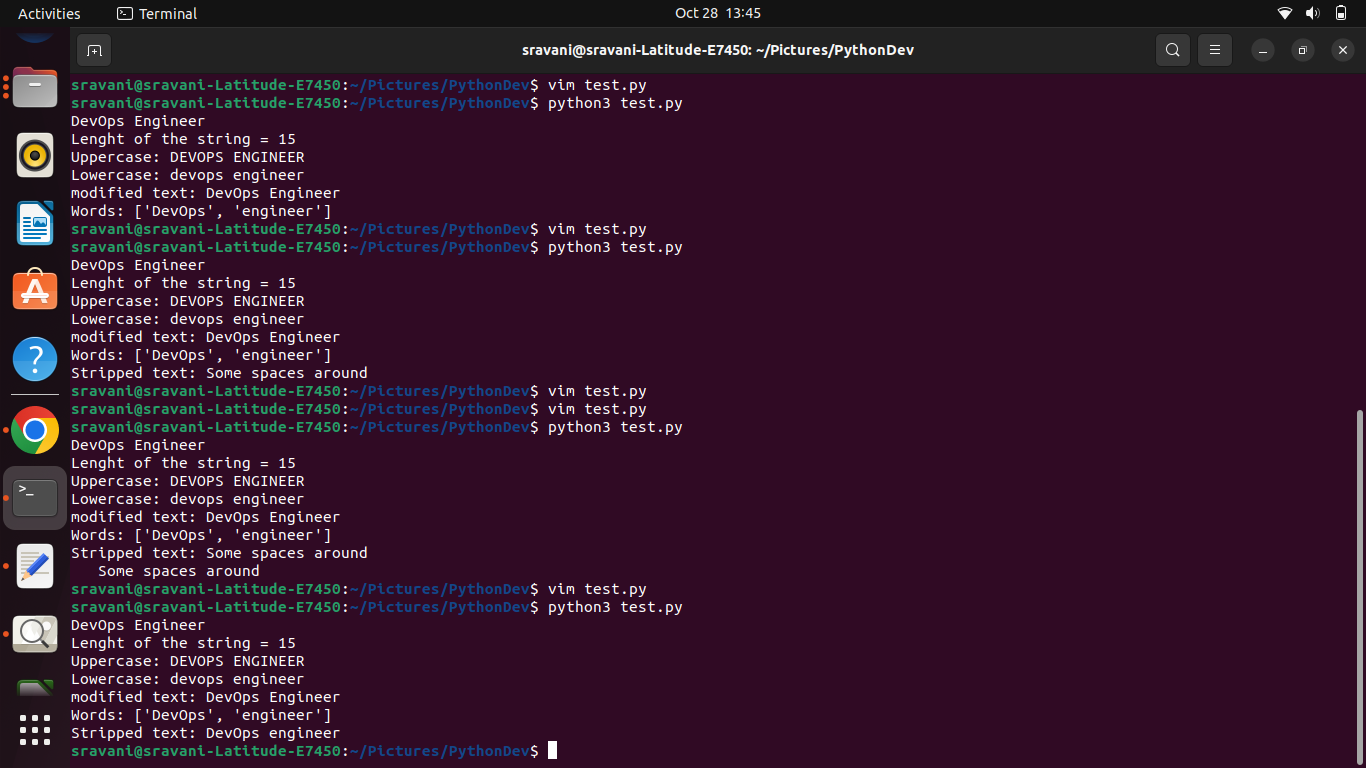 Activities
Terminal
Oct 28 13:45
sravani@sravani-Latitude-E7450: ~/Pictures/PythonDev
sravani@sravani-Latitude-E7450:~/Pictures/PythonDev$ vim test.py
sravani@sravani-Latitude-E7450:~/Pictures/PythonDev$ python3 test.py
DevOps Engineer
Lenght of the string = 15
Uppercase: DEVOPS ENGINEER
Lowercase: devops engineer
modified text: DevOps Engineer
Words: ['DevOps', 'engineer']
sravani@sravani-Latitude-E7450:~/Pictures/PythonDev$ vim test.py
sravani@sravani-Latitude-E7450:~/Pictures/PythonDev$ python3 test.py
DevOps Engineer
Lenght of the string = 15
Uppercase: DEVOPS ENGINEER
Lowercase: devops engineer
modified text: DevOps Engineer
Words: ['DevOps', 'engineer']
Stripped text: Some spaces around
sravani@sravani-Latitude-E7450:~/Pictures/PythonDev$ vim test.py
sravani@sravani-Latitude-E7450:~/Pictures/PythonDev$ vim test.py
sravani@sravani-Latitude-E7450:~/Pictures/PythonDev$ python3 test.py
DevOps Engineer
Lenght of the string = 15
Uppercase: DEVOPS ENGINEER
Lowercase: devops engineer
modified text: DevOps Engineer
Words: ['DevOps', 'engineer']
Stripped text: Some spaces around
   Some spaces around
sravani@sravani-Latitude-E7450:~/Pictures/PythonDev$ vim test.py
sravani@sravani-Latitude-E7450:~/Pictures/PythonDev$ python3 test.py
DevOps Engineer
Lenght of the string = 15
Uppercase: DEVOPS ENGINEER
Lowercase: devops engineer
modified text: DevOps Engineer
Words: ['DevOps', 'engineer']
Stripped text: DevOps engineer
sravani@sravani-Latitude-E7450:~/Pictures/PythonDev$